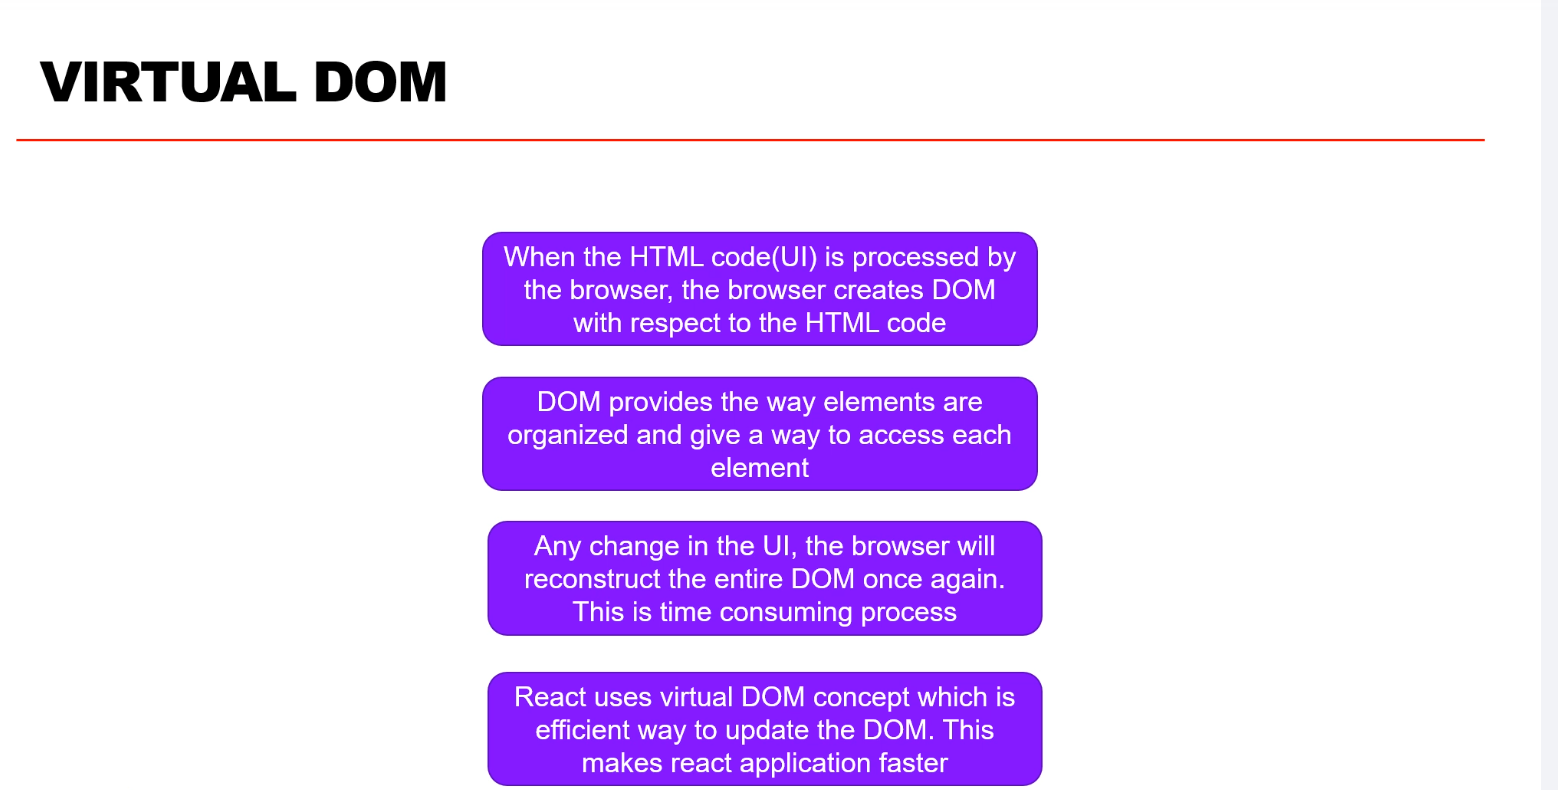 VIRTUAL DOM
When the HTML code(UI) is processed by
the browser, the browser creates DOM
with respect to the HTML code
DOM provides the way elements are
organized and give a way to access each
element
Any change in the UI, the browser will
reconstruct the entire DOM once again.
This is time consuming process
React uses virtual DOM concept which is
efficient way to update the DOM. This
makes react application faster